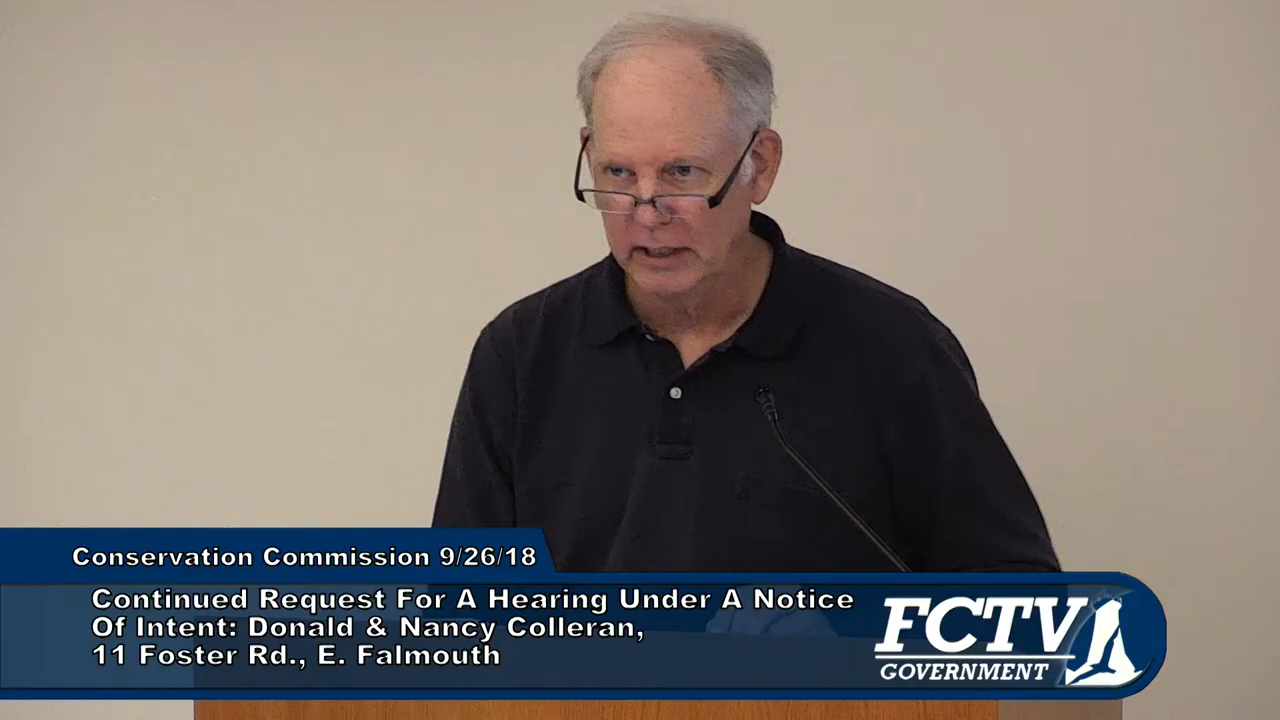 Conservation Commission 9/26/18
Continued Request For A Hearing Under A Notice
Of Intent: Donald & Nancy Colleran,
11 Foster Rd., E. Falmouth
FCTV
GOVERNMENT